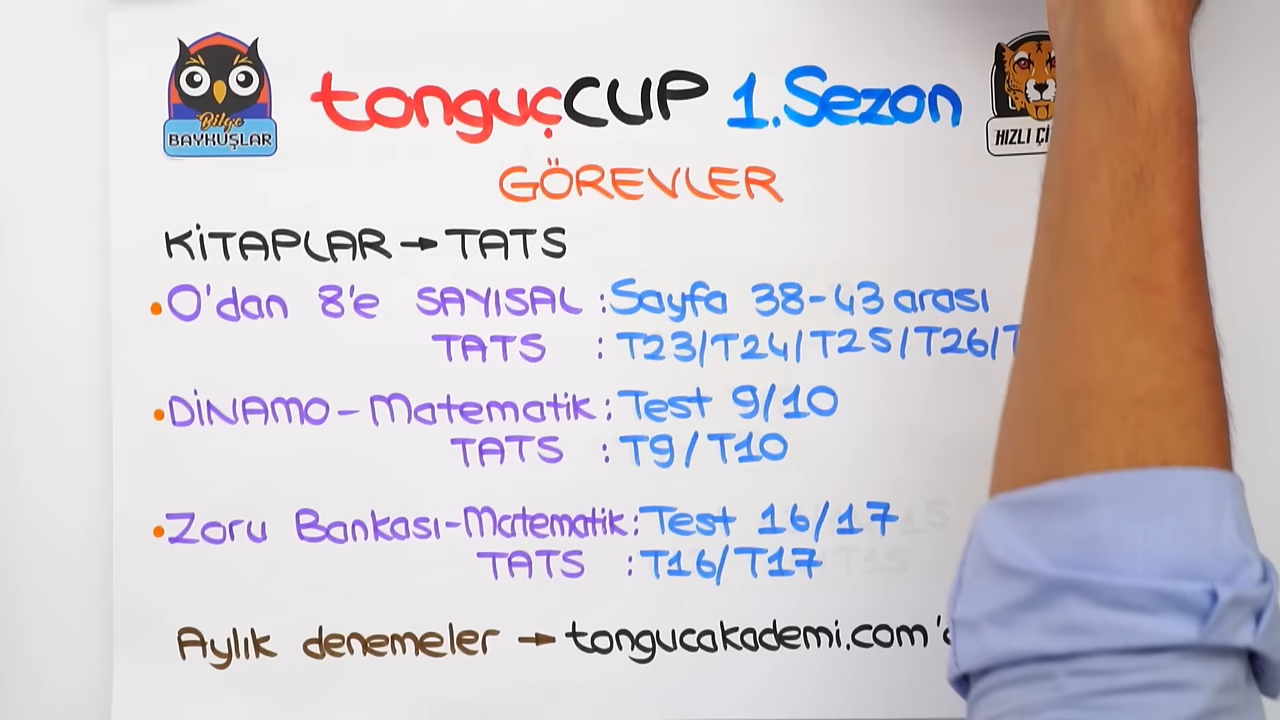 Bilge
BAYKUŞLAR
tonguçCUP 1.Sezon
HIZLI
GÖREVLER
KİTAPLAR → TATS
• 0'dan 8'e SAYISAL : Sayfa 38-43 arası
TATS : T23/T24/T25/T26/
• DİNAMO - Matematik : Test 9/10
TATS : T9/T10
• Zoru Bankası-Matematik: Test 16/17
TATS : T16/T17
Aylık denemeler → tongucakademi.com'